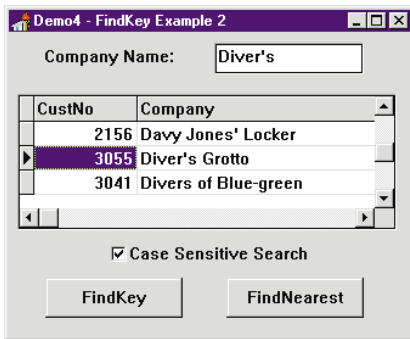 Demo4 - FindKey Example 2
Company Name: Diver's
CustNo Company
2156 Davy Jones' Locker
3055 Diver's Grotto
3041 Divers of Blue-green
Case Sensitive Search
FindKey FindNearest